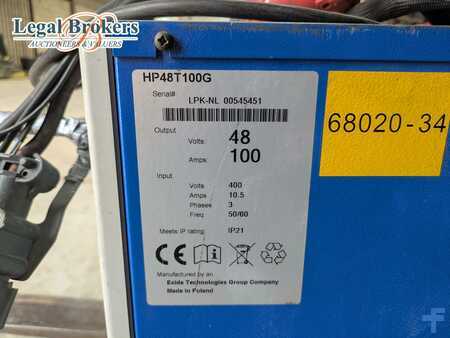 Legal Brokers
AUCTIONEERS & VALUERS
HP48T100G
Serial#
LPK-NL 00545451
Output
Volts: 48
Amps: 100
Input
Volts 400
Amps 10.5
Phases 3
Freq 50/60
Meets IP rating: IP21
CE
Manufactured by an
Exide Technologies Group Company
Made in Poland
68020-34